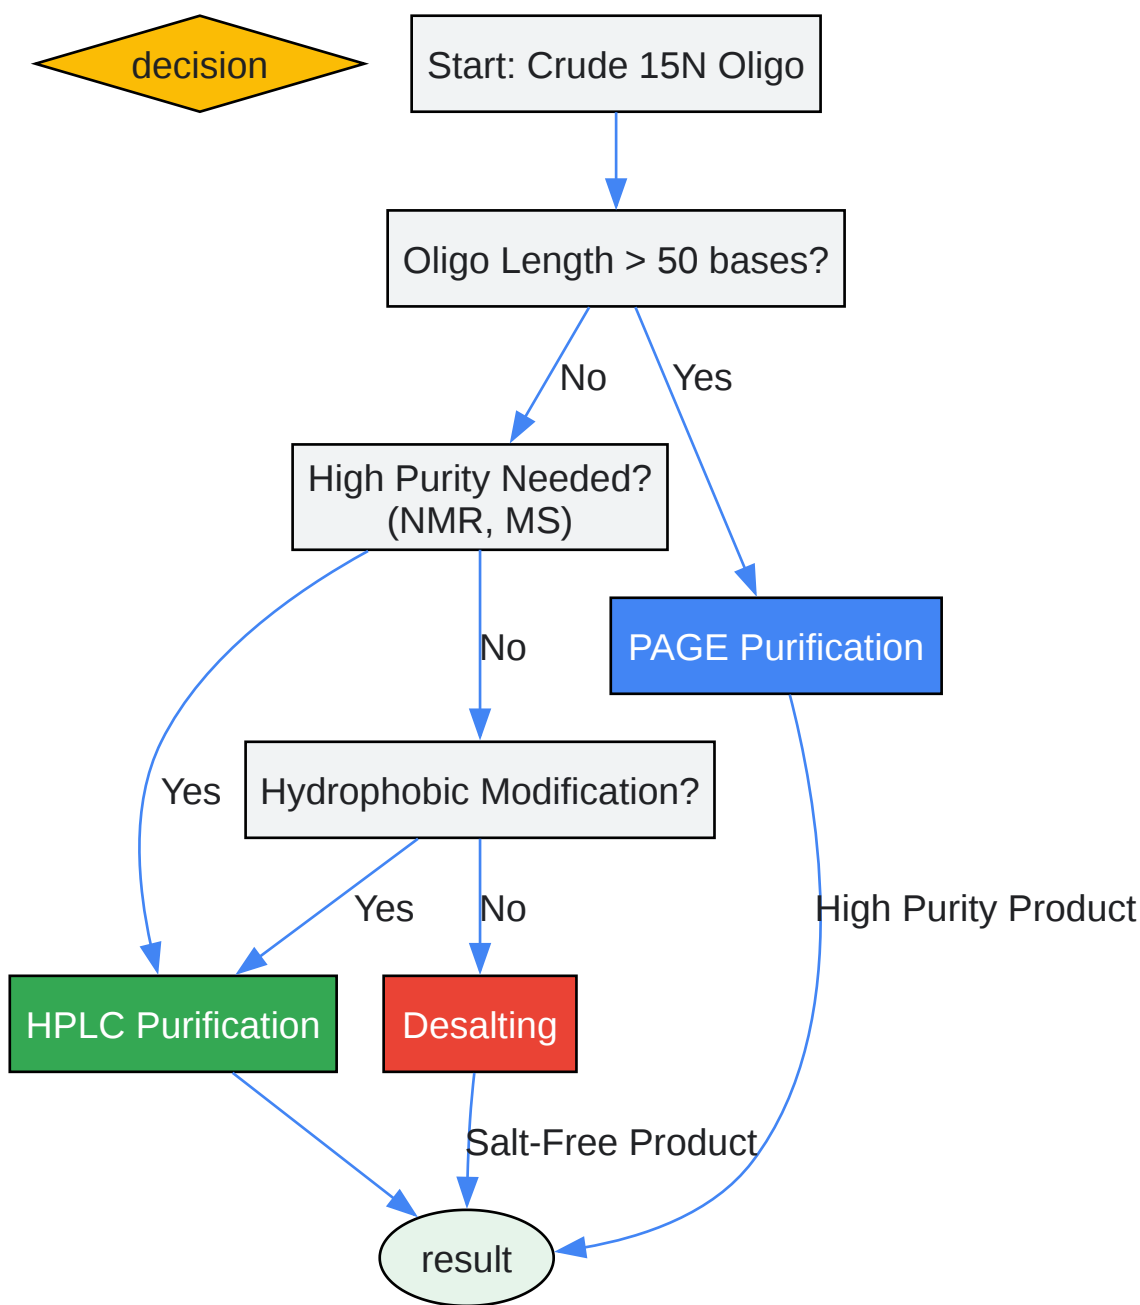 decision
Start: Crude 15N Oligo
Oligo Length > 50 bases?
No
Yes
High Purity Needed?
(NMR, MS)
No
PAGE Purification
Yes
Hydrophobic Modification?
Yes
No
High Purity Product
HPLC Purification
Desalting
Salt-Free Product
result